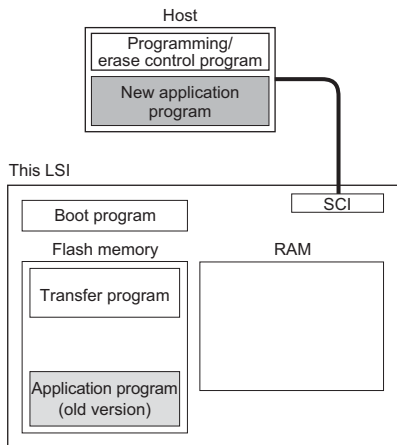 Host
Programming/
erase control program
New application
program
This LSI
SCI
Boot program
Flash memory
RAM
Transfer program
Application program
(old version)